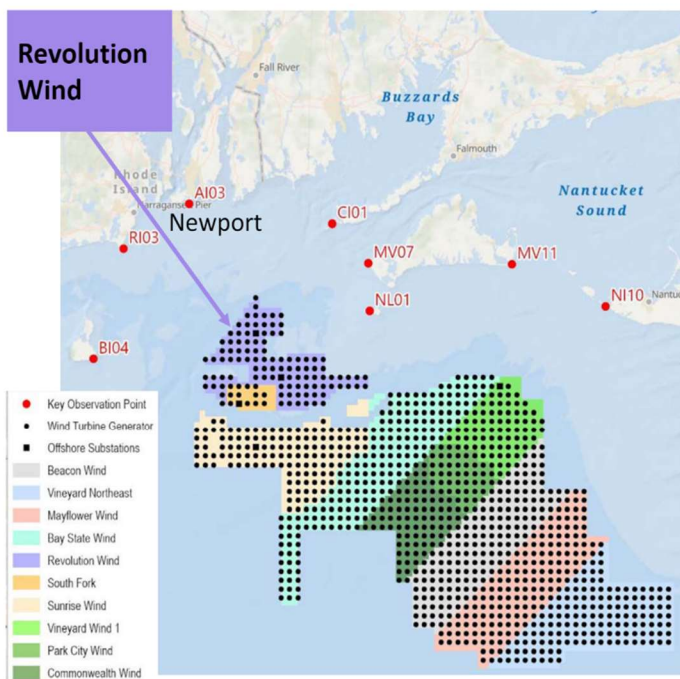 Revolution
Wind
Fall River
Buzzards
Bay
Falmouth
Rhode
Island
Nantucket
Sound
AI03
Narragansett Pier
Newport
CI01
RI03
MV07
MV11
NI10
NL01
BI04
Key Observation Point
Wind Turbine Generator
Offshore Substations
Beacon Wind
Vineyard Northeast
Mayflower Wind
Bay State Wind
Revolution Wind
South Fork
Sunrise Wind
Vineyard Wind 1
Park City Wind
Commonwealth Wind